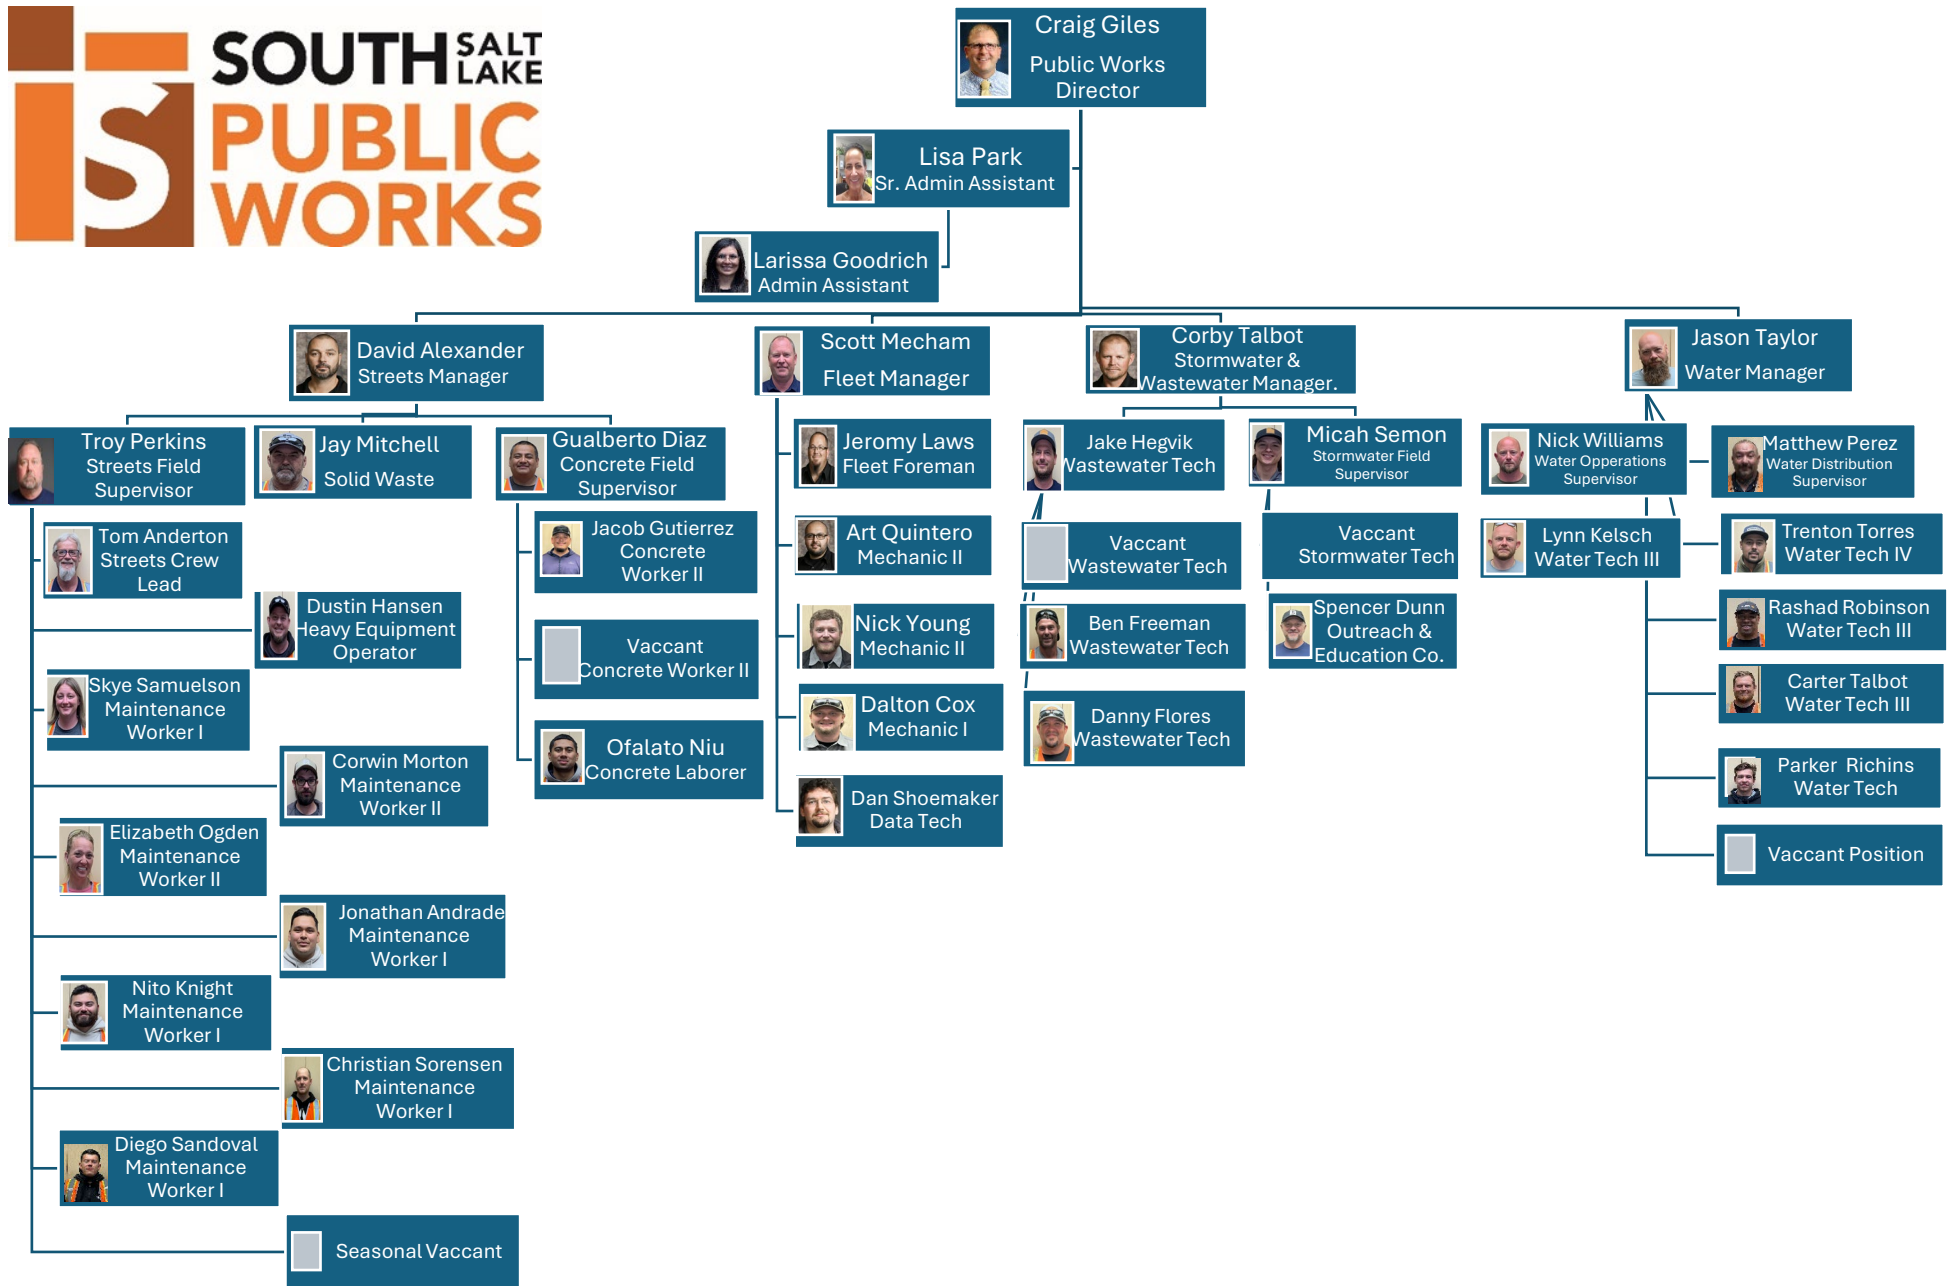 SOUTH SALT LAKE
PUBLIC
WORKS
Craig Giles
Public Works
Director
Lisa Park
Sr. Admin Assistant
Larissa Goodrich
Admin Assistant
David Alexander
Streets Manager
Scott Mecham
Fleet Manager
Corby Talbot
Stormwater &
Wastewater Manager.
Jason Taylor
Water Manager
Troy Perkins
Streets Field
Supervisor
Jay Mitchell
Solid Waste
Gualberto Diaz
Concrete Field
Supervisor
Tom Anderton
Streets Crew
Lead
Dustin Hansen
Heavy Equipment
Operator
Skye Samuelson
Maintenance
Worker I
Corwin Morton
Maintenance
Worker II
Elizabeth Ogden
Maintenance
Worker II
Jonathan Andrade
Maintenance
Worker I
Nito Knight
Maintenance
Worker I
Christian Sorensen
Maintenance
Worker I
Diego Sandoval
Maintenance
Worker I
Seasonal Vaccant
Jacob Gutierrez
Concrete
Worker II
Vaccant
Concrete Worker II
Ofalato Niu
Concrete Laborer
Jeromy Laws
Fleet Foreman
Art Quintero
Mechanic II
Nick Young
Mechanic II
Dalton Cox
Mechanic I
Dan Shoemaker
Data Tech
Jake Hegvik
Wastewater Tech
Vaccant
Wastewater Tech
Ben Freeman
Wastewater Tech
Danny Flores
Wastewater Tech
Micah Semon
Stormwater Field
Supervisor
Vaccant
Stormwater Tech
Spencer Dunn
Outreach &
Education Co.
Nick Williams
Water Opperations
Supervisor
Matthew Perez
Water Distribution
Supervisor
Lynn Kelsch
Water Tech III
Trenton Torres
Water Tech IV
Rashad Robinson
Water Tech III
Carter Talbot
Water Tech III
Parker Richins
Water Tech
Vaccant Position